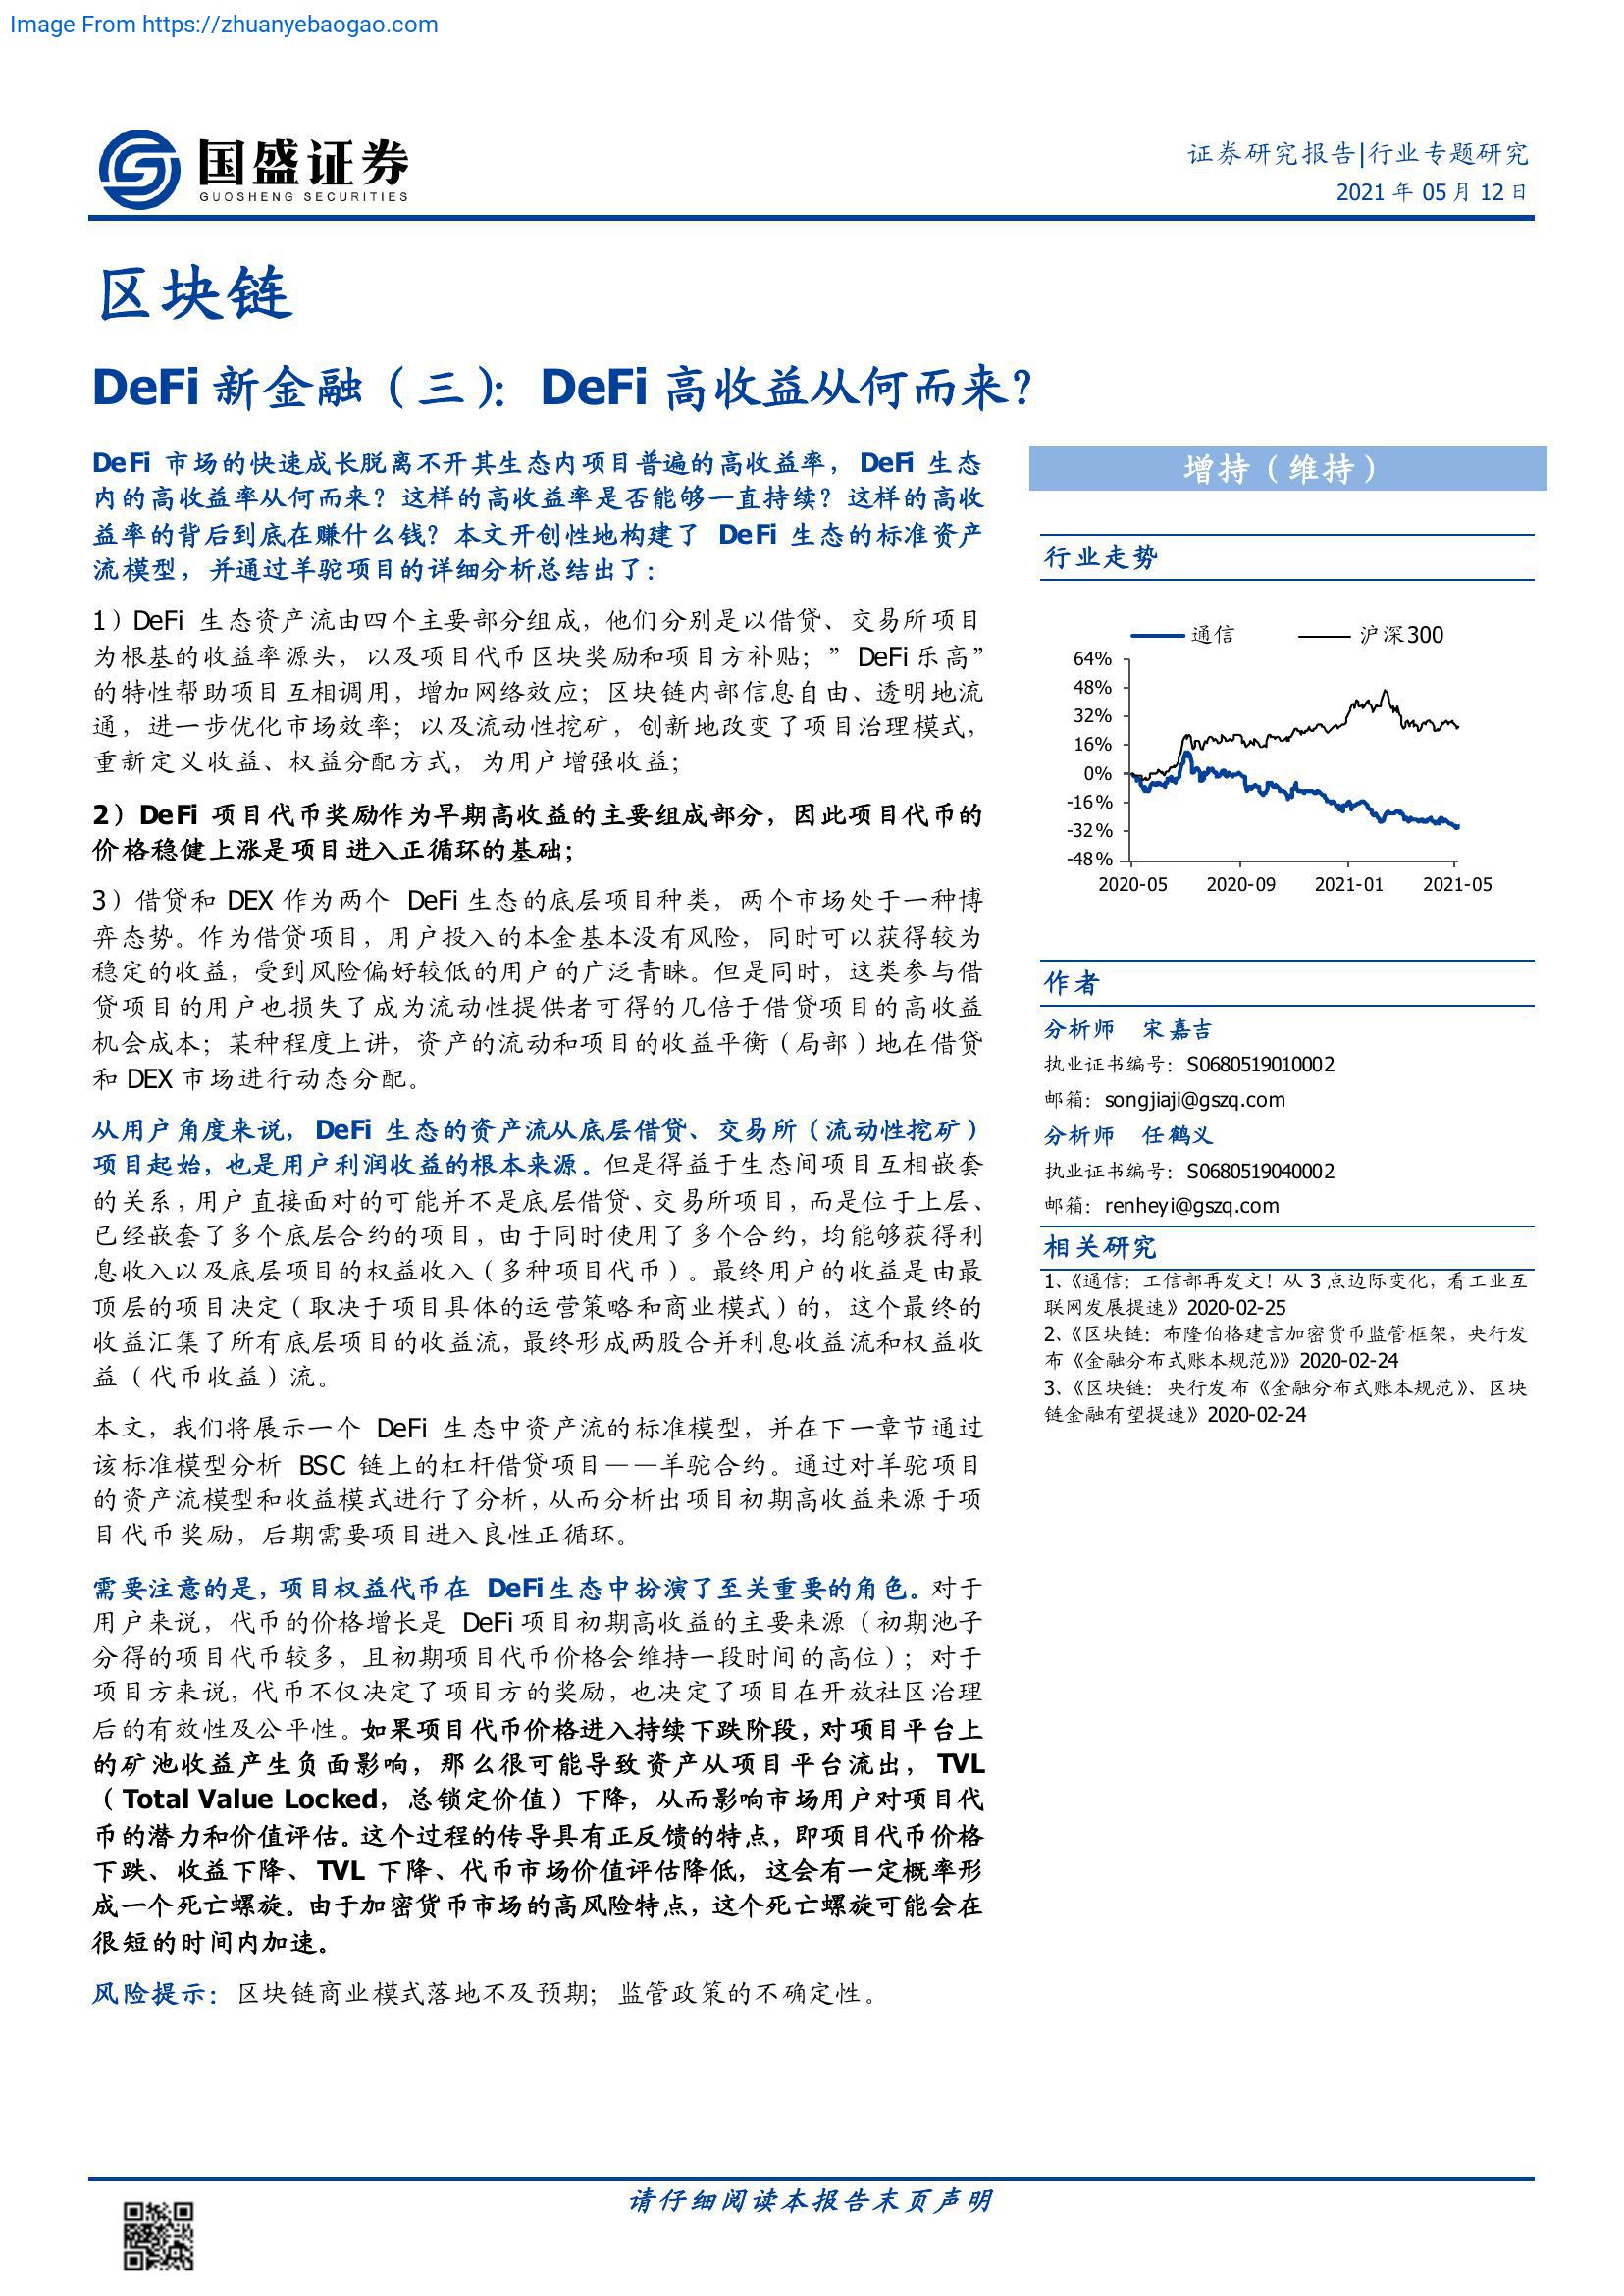 Image From https://zhuanyebaogao.com
国盛证券
GUOSHENG SECURITIES
证券研究报告|行业专题研究
2021 年 05月 12日
区块链
DeFi 新金融（三）：DeFi 高收益从何而来？
DeFi 市场的快速成长脱离不开其生态内项目普遍的高收益率，DeFi 生态
内的高收益率从何而来？这样的高收益率是否能够一直持续？这样的高收
益率的背后到底在赚什么钱？本文开创性地构建了 DeFi 生态的标准资产
流模型，并通过羊驼项目的详细分析总结出了：
1）DeFi 生态资产流由四个主要部分组成，他们分别是以借贷、交易所项目
为根基的收益率源头，以及项目代币区块奖励和项目方补贴；” DeFi 乐高”
的特性帮助项目互相调用，增加网络效应；区块链内部信息自由、透明地流
通，进一步优化市场效率；以及流动性挖矿，创新地改变了项目治理模式，
重新定义收益、权益分配方式，为用户增强收益；
2）DeFi 项目代币奖励作为早期高收益的主要组成部分，因此项目代币的
价格稳健上涨是项目进入正循环的基础；
3）借贷和 DEX 作为两个 DeFi 生态的底层项目种类，两个市场处于一种博
弈态势。作为借贷项目，用户投入的本金基本没有风险，同时可以获得较为
稳定的收益，受到风险偏好较低的用户的广泛青睐。但是同时，这类参与借
贷项目的用户也损失了成为流动性提供者可得的几倍于借贷项目的高收益
机会成本；某种程度上讲，资产的流动和项目的收益平衡（局部）地在借贷
和 DEX 市场进行动态分配。
从用户角度来说，DeFi 生态的资产流从底层借贷、交易所（流动性挖矿）
项目起始，也是用户利润收益的根本来源。但是得益于生态间项目互相嵌套
的关系，用户直接面对的可能并不是底层借贷、交易所项目，而是位于上层、
已经嵌套了多个底层合约的项目，由于同时使用了多个合约，均能够获得利
息收入以及底层项目的权益收入（多种项目代币）。最终用户的收益是由最
顶层的项目决定（取决于项目具体的运营策略和商业模式）的，这个最终的
收益汇集了所有底层项目的收益流，最终形成两股合并利息收益流和权益收
益（代币收益）流。
本文，我们将展示一个 DeFi 生态中资产流的标准模型，并在下一章节通过
该标准模型分析 BSC 链上的杠杆借贷项目——羊驼合约。通过对羊驼项目
的资产流模型和收益模式进行了分析，从而分析出项目初期高收益来源于项
目代币奖励，后期需要项目进入良性正循环。
需要注意的是，项目权益代币在 DeFi 生态中扮演了至关重要的角色。对于
用户来说，代币的价格增长是 DeFi 项目初期高收益的主要来源（初期池子
分得的项目代币较多，且初期项目代币价格会维持一段时间的高位）；对于
项目方来说，代币不仅决定了项目方的奖励，也决定了项目在开放社区治理
后的有效性及公平性。如果项目代币价格进入持续下跌阶段，对项目平台上
的矿池收益产生负面影响，那么很可能导致资产从项目平台流出，TVL
（Total Value Locked，总锁定价值）下降，从而影响市场用户对项目代
币的潜力和价值评估。这个过程的传导具有正反馈的特点，即项目代币价格
下跌、收益下降、TVL 下降、代币市场价值评估降低，这会有一定概率形
成一个死亡螺旋。由于加密货币市场的高风险特点，这个死亡螺旋可能会在
很短的时间内加速。
风险提示：区块链商业模式落地不及预期；监管政策的不确定性。
增持（维持）
行业走势
通信 沪深300
64%
48%
32%
16%
0%
-16%
-32%
-48%
2020-05 2020-09 2021-01 2021-05
作者
分析师 宋嘉吉
执业证书编号：S0680519010002
邮箱：songjiaji@gszq.com
分析师 任鹤义
执业证书编号：S0680519040002
邮箱：renheyi@gszq.com
相关研究
1、《通信：工信部再发文！从 3 点边际变化，看工业互
联网发展提速》2020-02-25
2、《区块链：布隆伯格建言加密货币监管框架，央行发
布《金融分布式账本规范》》2020-02-24
3、《区块链：央行发布《金融分布式账本规范》、区块
链金融有望提速》2020-02-24
请仔细阅读本报告末页声明